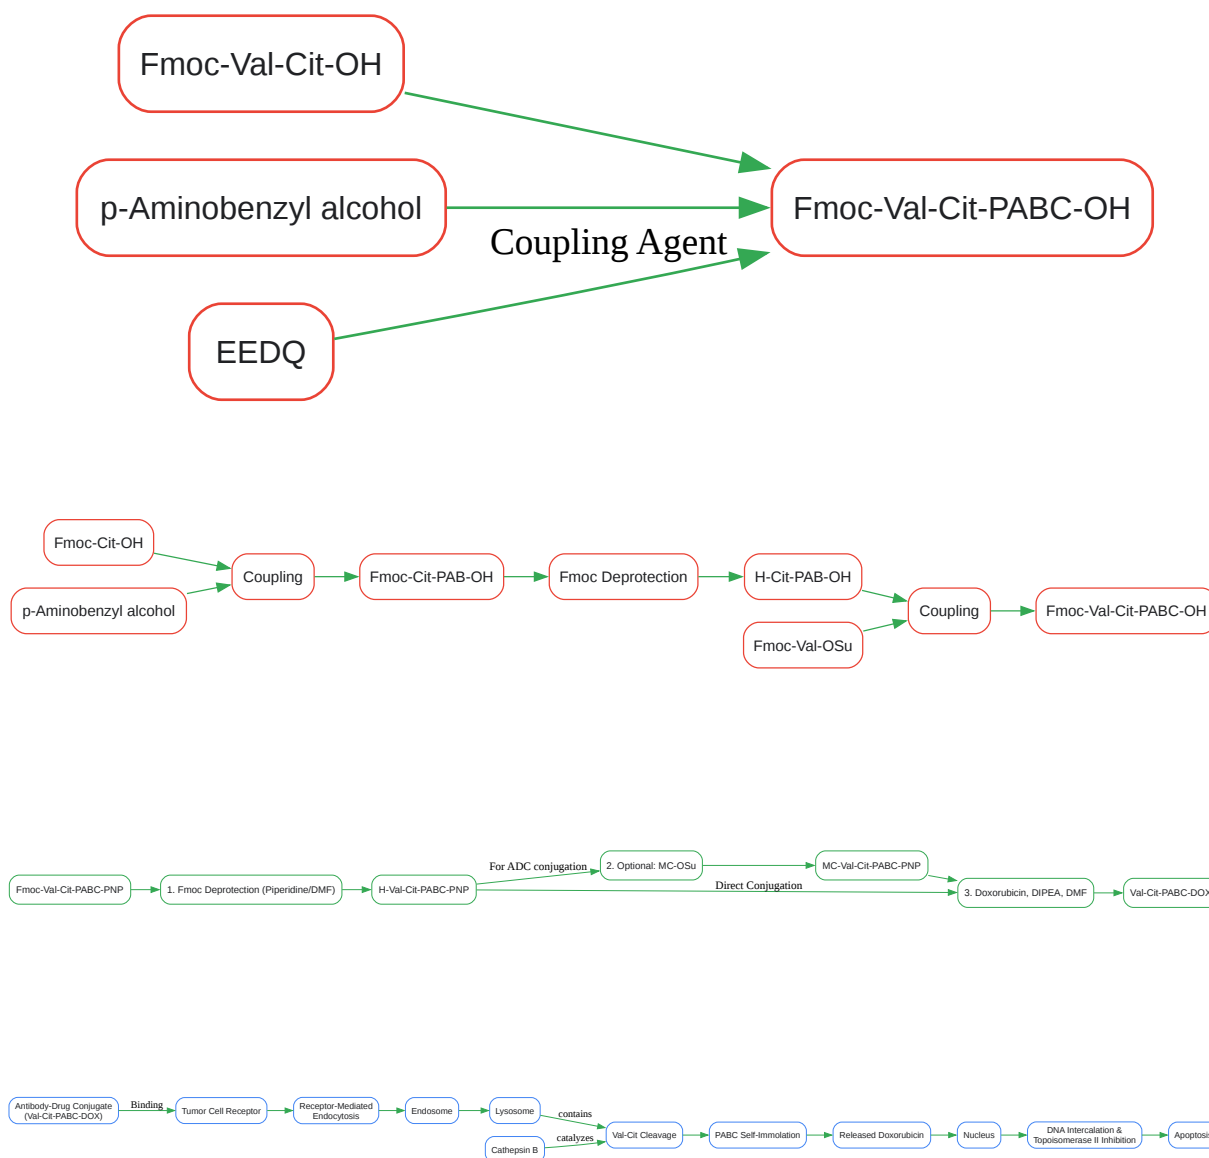 Fmoc-Val-Cit-OH
p-Aminobenzyl alcohol
Fmoc-Val-Cit-PABC-OH
Coupling Agent
EEDQ
Fmoc-Cit-OH
p-Aminobenzyl alcohol
Coupling
Fmoc-Cit-PAB-OH
Fmoc Deprotection
H-Cit-PAB-OH
Fmoc-Val-OSu
Coupling
Fmoc-Val-Cit-PABC-OH
Fmoc-Val-Cit-PABC-PNP
1. Fmoc Deprotection (Piperidine/DMF)
H-Val-Cit-PABC-PNP
For ADC conjugation
2. Optional: MC-OSu
MC-Val-Cit-PABC-PNP
Direct Conjugation
3. Doxorubicin, DIPEA, DMF
Val-Cit-PABC-DOX
Antibody-Drug Conjugate
(Val-Cit-PABC-DOX)
Binding
Tumor Cell Receptor
Receptor-Mediated
Endocytosis
Endosome
Lysosome
contains
Cathepsin B
catalyzes
Val-Cit Cleavage
PABC Self-Immolation
Released Doxorubicin
Nucleus
DNA Intercalation &
Topoisomerase II Inhibition
Apoptosis